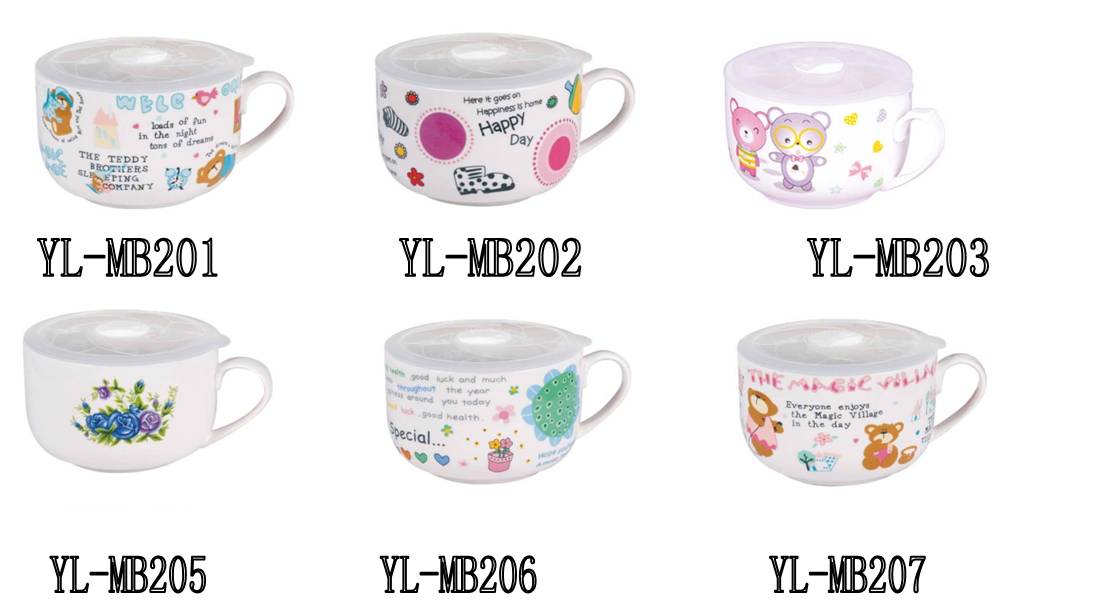 WELC
loads of fun
in the night
tons of dreams
THE TEDDY
BROTHERS
SLEEPING
COMPANY
Here it goes on
Happiness is home
Happy
Day
YL-MB201
YL-MB202
YL-MB203
health ,good luck and much
throughout the year
around you today
luck ,good health.
Special...
THE MAGIC VILLA
Everyone enjoys
the Magic Village
in the day
YL-MB205
YL-MB206
YL-MB207